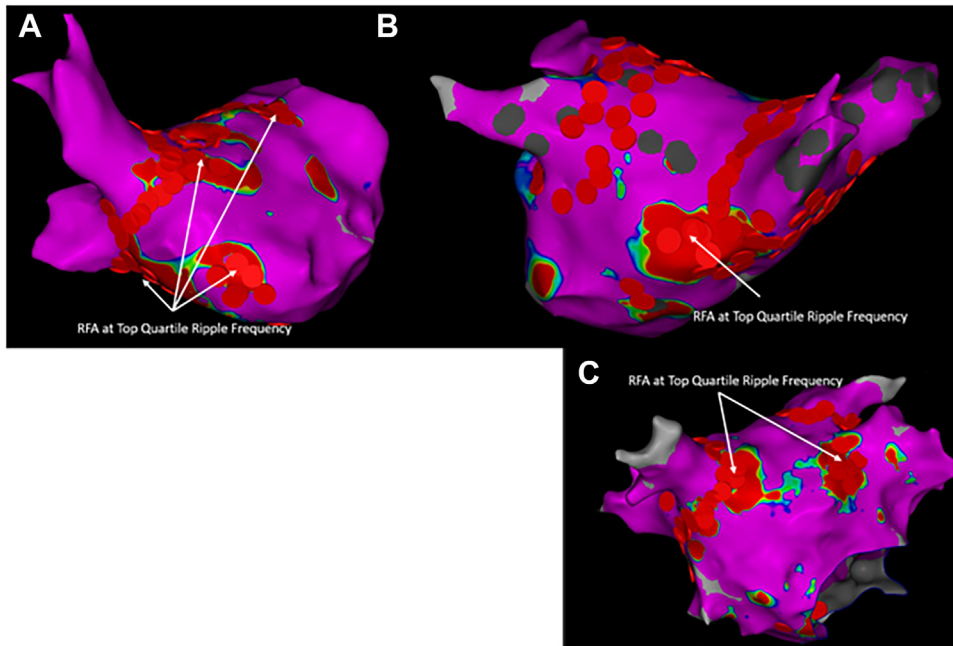 A
B
RFA at Top Quartile Ripple Frequency
RFA at Top Quartile Ripple Frequency
C
RFA at Top Quartile Ripple Frequency